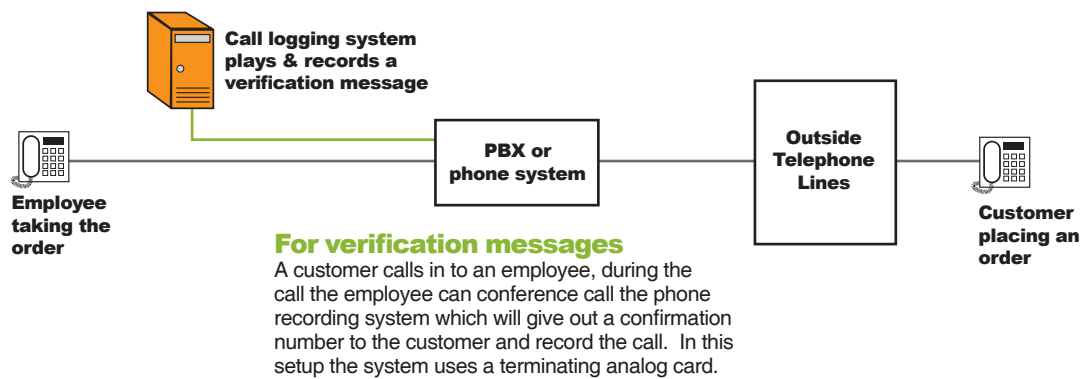 Call logging system
plays & records a
verification message
Employee
taking the
order
PBX or
phone system
Outside
Telephone
Lines
Customer
placing an
order
For verification messages
A customer calls in to an employee, during the
call the employee can conference call the phone
recording system which will give out a confirmation
number to the customer and record the call.  In this
setup the system uses a terminating analog card.